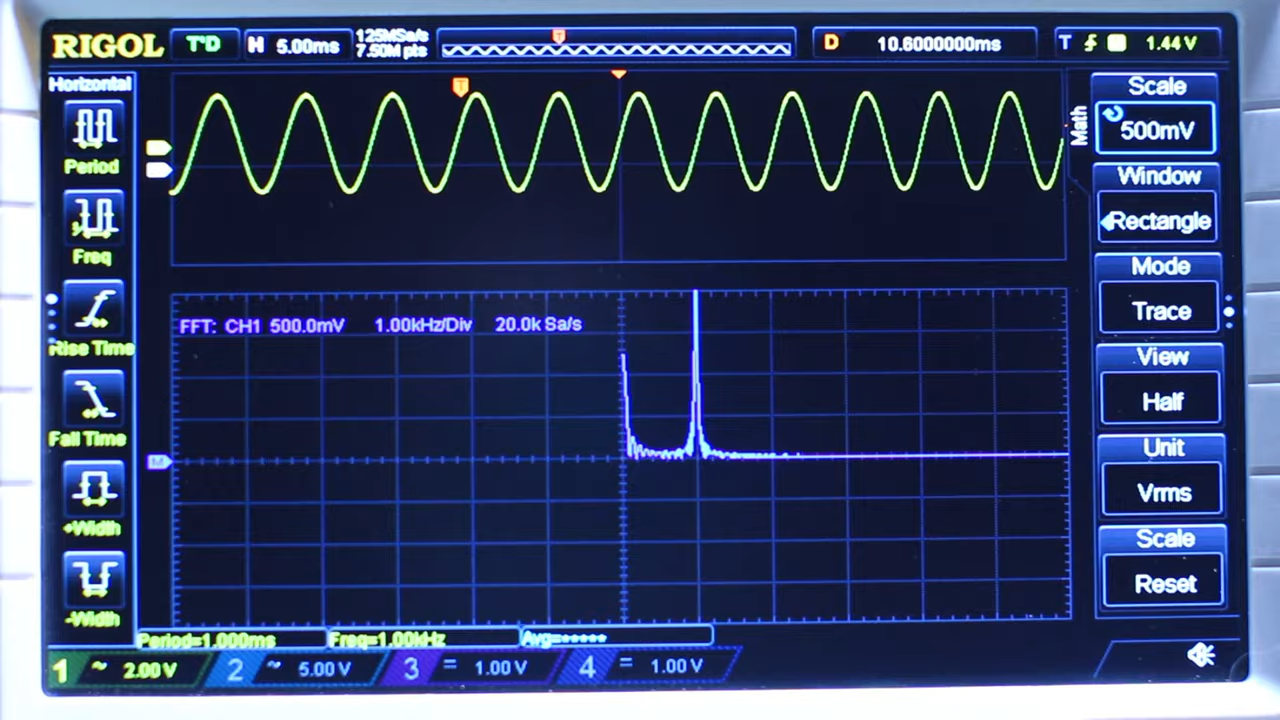 RIGOL T'D H 5.00ms 125MSa/s 7.50M pts D 10.6000000ms T 1.44 V
Horizontal
Period
Freq
Rise Time
Fall Time
+Width
-Width
T
Math
FFT: CH1 500.0mV 1.00kHz/Div 20.0k Sa/s
M
Period=1.000ms Freq=1.00kHz Avg=*****
1 ~ 2.00 V 2 ~ 5.00 V 3 = 1.00 V 4 = 1.00 V
Scale
500mV
Window
Rectangle
Mode
Trace
View
Half
Unit
Vrms
Scale
Reset